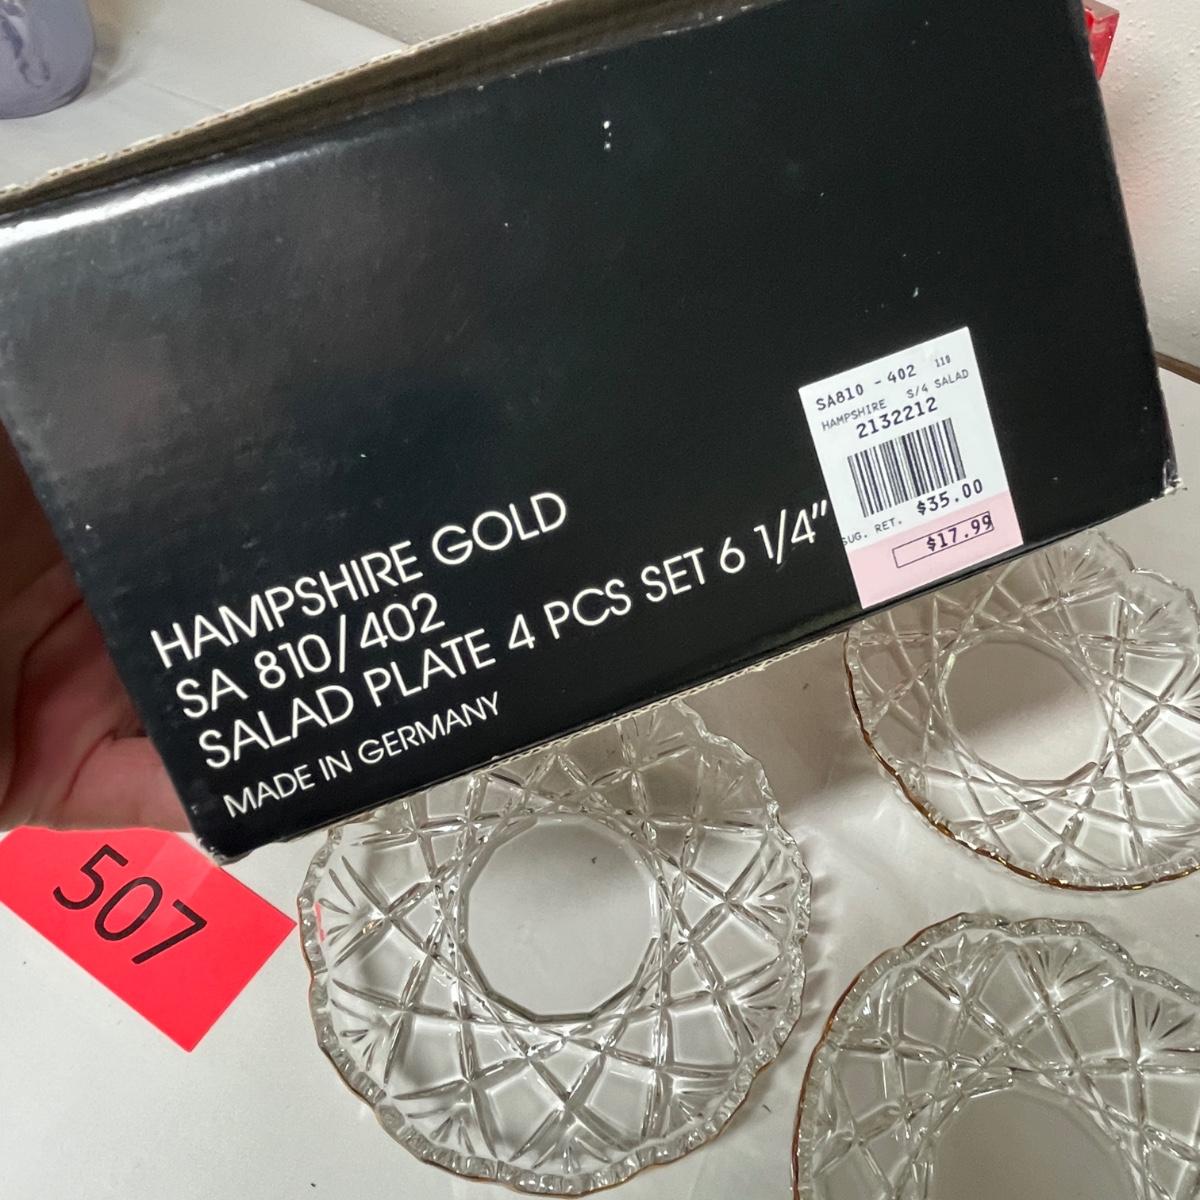 HAMPSHIRE GOLD
SA 810/402
SALAD PLATE 4 PCS SET 6 1/4"
MADE IN GERMANY
SA810 - 402 110
HAMPSHIRE S/4 SALAD
2132212
SUG. RET. $35.00
$17.99
507